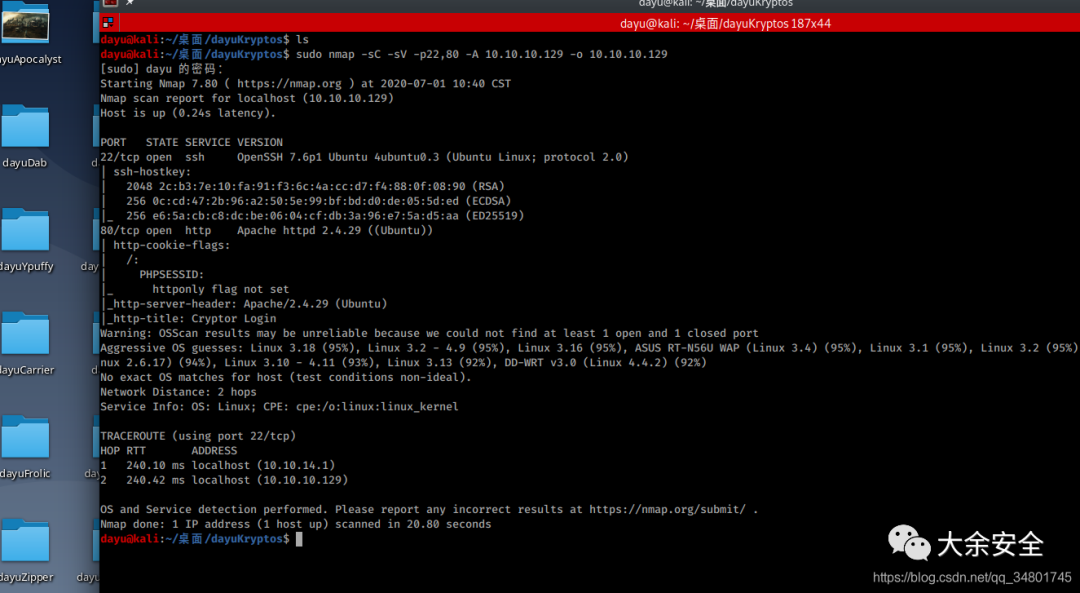 dayu@kali: ~/桌面/dayuKryptos
dayu@kali: ~/桌面/dayuKryptos 187x44
dayu@kali:~/桌面/dayuKryptos$ ls
dayu@kali:~/桌面/dayuKryptos$ sudo nmap -sC -sV -p22,80 -A 10.10.10.129 -o 10.10.10.129
[sudo] dayu 的密码：
Starting Nmap 7.80 ( https://nmap.org ) at 2020-07-01 10:40 CST
Nmap scan report for localhost (10.10.10.129)
Host is up (0.24s latency).
PORT   STATE SERVICE VERSION
22/tcp open  ssh     OpenSSH 7.6p1 Ubuntu 4ubuntu0.3 (Ubuntu Linux; protocol 2.0)
| ssh-hostkey:
|   2048 2c:b3:7e:10:fa:91:f3:6c:4a:cc:d7:f4:88:0f:08:90 (RSA)
|   256 0c:cd:47:2b:96:a2:50:5e:99:bf:bd:d0:de:05:5d:ed (ECDSA)
|_  256 e6:5a:cb:c8:dc:be:06:04:cf:db:3a:96:e7:5a:d5:aa (ED25519)
80/tcp open  http    Apache httpd 2.4.29 ((Ubuntu))
| http-cookie-flags:
|   /:
|     PHPSESSID:
|_      httponly flag not set
|_http-server-header: Apache/2.4.29 (Ubuntu)
|_http-title: Cryptor Login
Warning: OSScan results may be unreliable because we could not find at least 1 open and 1 closed port
Aggressive OS guesses: Linux 3.18 (95%), Linux 3.2 - 4.9 (95%), Linux 3.16 (95%), ASUS RT-N56U WAP (Linux 3.4) (95%), Linux 3.1 (95%), Linux 3.2 (95%)
nux 2.6.17) (94%), Linux 3.10 - 4.11 (93%), Linux 3.13 (92%), DD-WRT v3.0 (Linux 4.4.2) (92%)
No exact OS matches for host (test conditions non-ideal).
Network Distance: 2 hops
Service Info: OS: Linux; CPE: cpe:/o:linux:linux_kernel
TRACEROUTE (using port 22/tcp)
HOP RTT       ADDRESS
1   240.10 ms localhost (10.10.14.1)
2   240.42 ms localhost (10.10.10.129)
OS and Service detection performed. Please report any incorrect results at https://nmap.org/submit/ .
Nmap done: 1 IP address (1 host up) scanned in 20.80 seconds
dayu@kali:~/桌面/dayuKryptos$
yuApocalyst
dayuDab
d
dayuYpuffy
day
dayuCarrier
dayuFrolic
da
dayuZipper
dayu
大余安全
https://blog.csdn.net/qq_34801745